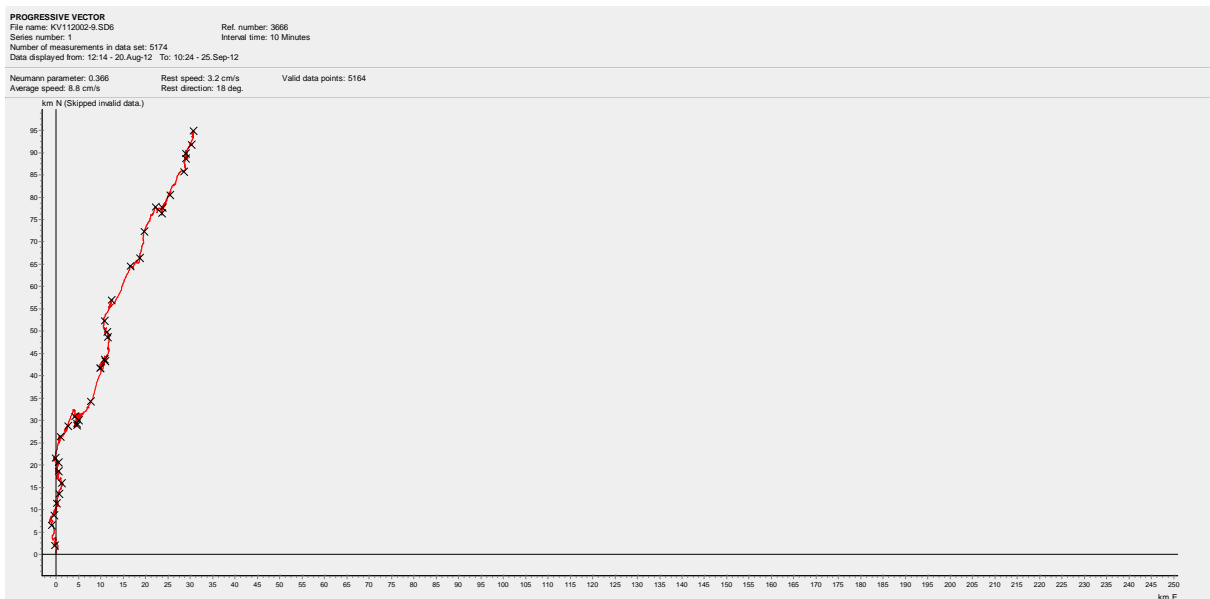 PROGRESSIVE VECTOR
File name: KV112002-9.SD6 Ref. number: 3666
Series number: 1 Interval time: 10 Minutes
Number of measurements in data set: 5174
Data displayed from: 12:14 - 20.Aug-12 To: 10:24 - 25.Sep-12
Neumann parameter: 0.366 Rest speed: 3.2 cm/s Valid data points: 5164
Average speed: 8.8 cm/s Rest direction: 18 deg.
km N (Skipped invalid data.)
95
90
85
80
75
70
65
60
55
50
45
40
35
30
25
20
15
10
5
0
0 5 10 15 20 25 30 35 40 45 50 55 60 65 70 75 80 85 90 95 100 105 110 115 120 125 130 135 140 145 150 155 160 165 170 175 180 185 190 195 200 205 210 215 220 225 230 235 240 245 250
km E